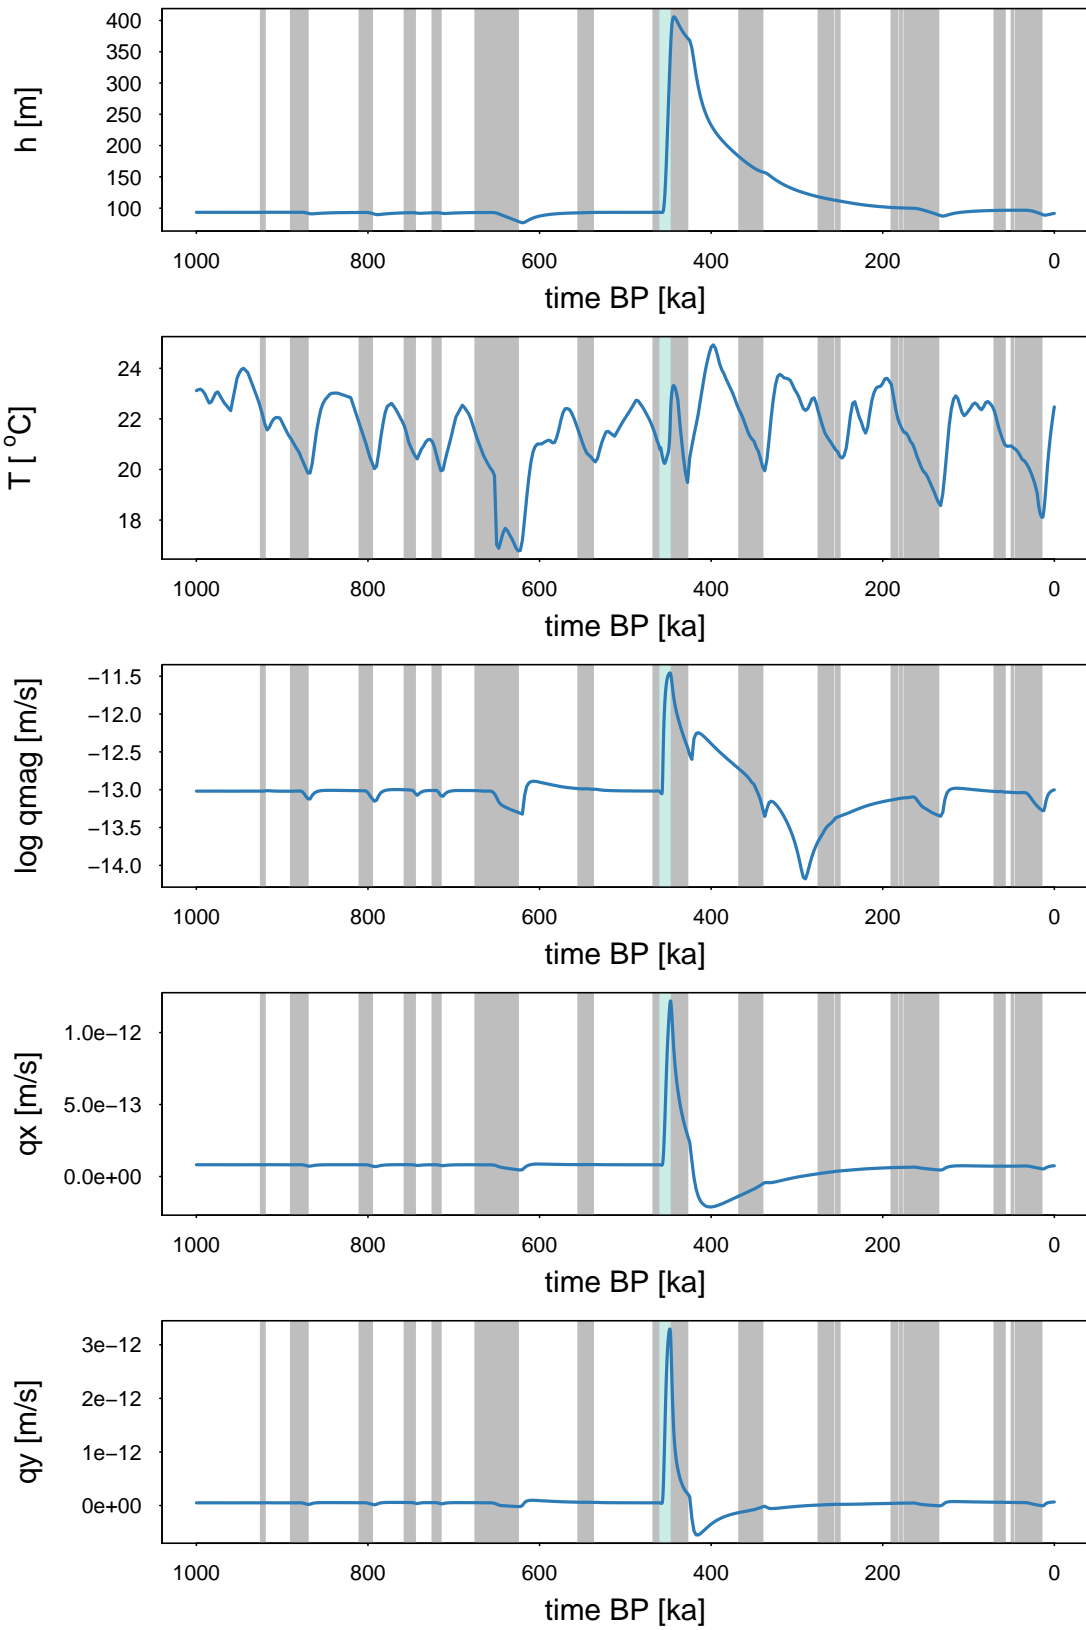 h [m]
400
350
300
250
200
150
100
1000 800 600 400 200 0
time BP [ka]
T [ °C]
24
22
20
18
1000 800 600 400 200 0
time BP [ka]
log qmag [m/s]
−11.5
−12.0
−12.5
−13.0
−13.5
−14.0
1000 800 600 400 200 0
time BP [ka]
qx [m/s]
1.0e−12
5.0e−13
0.0e+00
1000 800 600 400 200 0
time BP [ka]
qy [m/s]
3e−12
2e−12
1e−12
0e+00
1000 800 600 400 200 0
time BP [ka]